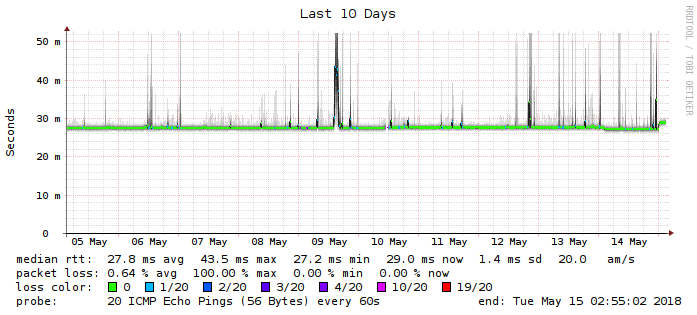 Last 10 Days
RRDTOOL / TOBI OETIKER
Seconds
50 m
40 m
30 m
20 m
10 m
0
05 May 06 May 07 May 08 May 09 May 10 May 11 May 12 May 13 May 14 May
median rtt: 27.8 ms avg 43.5 ms max 27.2 ms min 29.0 ms now 1.4 ms sd 20.0 am/s
packet loss: 0.64 % avg 100.00 % max 0.00 % min 0.00 % now
loss color: 0 1/20 2/20 3/20 4/20 10/20 19/20
probe: 20 ICMP Echo Pings (56 Bytes) every 60s end: Tue May 15 02:55:02 2018